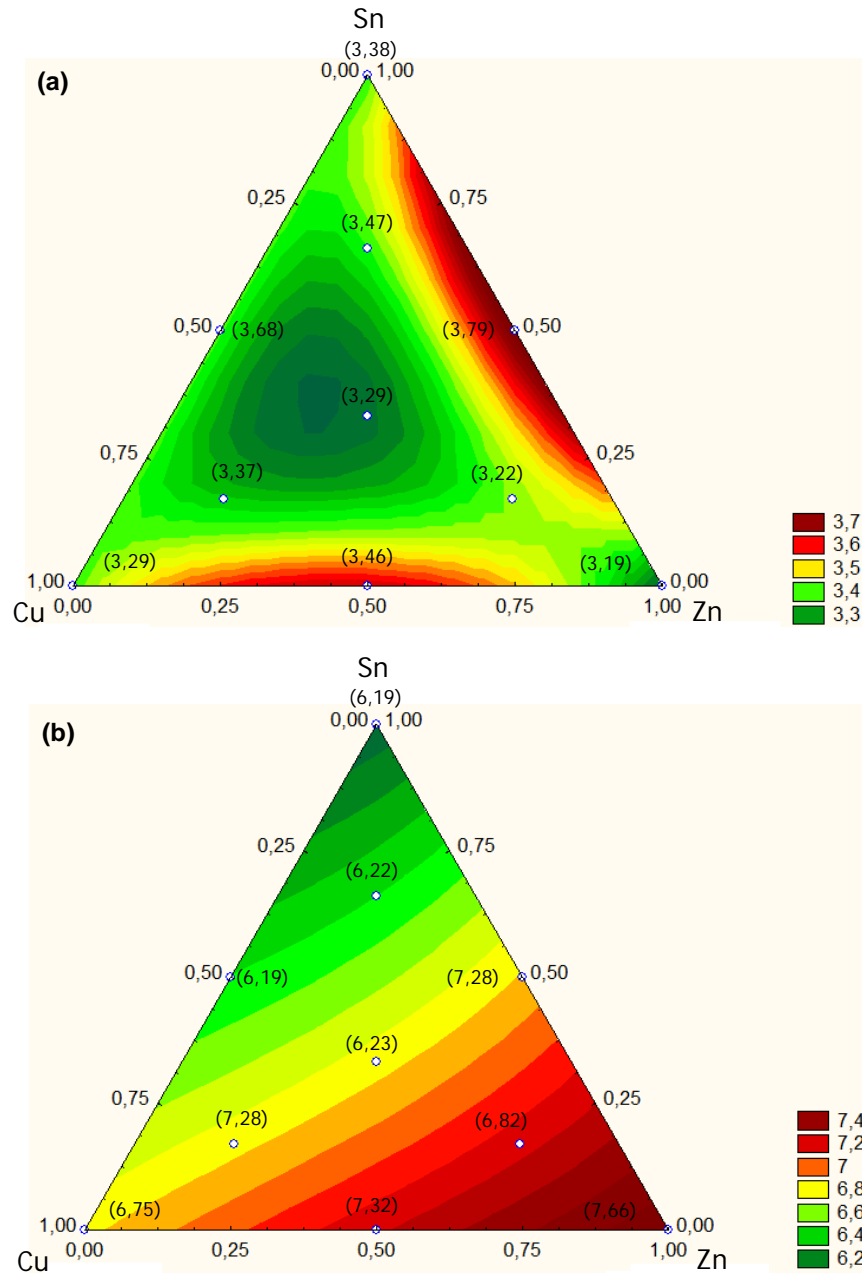 Sn
(3,38)
(a)
0,00 1,00
0,25 0,75
(3,47)
0,50 (3,68) (3,79) 0,50
(3,29)
0,75 0,25
(3,37) (3,22)
3,7
3,6
3,5
3,4
3,3
(3,29) (3,46) (3,19)
1,00 0,00
0,00 0,25 0,50 0,75 1,00
Cu Zn
Sn
(6,19)
(b)
0,00 1,00
0,25 0,75
(6,22)
0,50 (6,19) (7,28) 0,50
(6,23)
0,75 0,25
(7,28) (6,82)
7,4
7,2
7
6,8
6,6
6,4
6,2
(6,75) (7,32) (7,66)
1,00 0,00
0,00 0,25 0,50 0,75 1,00
Cu Zn